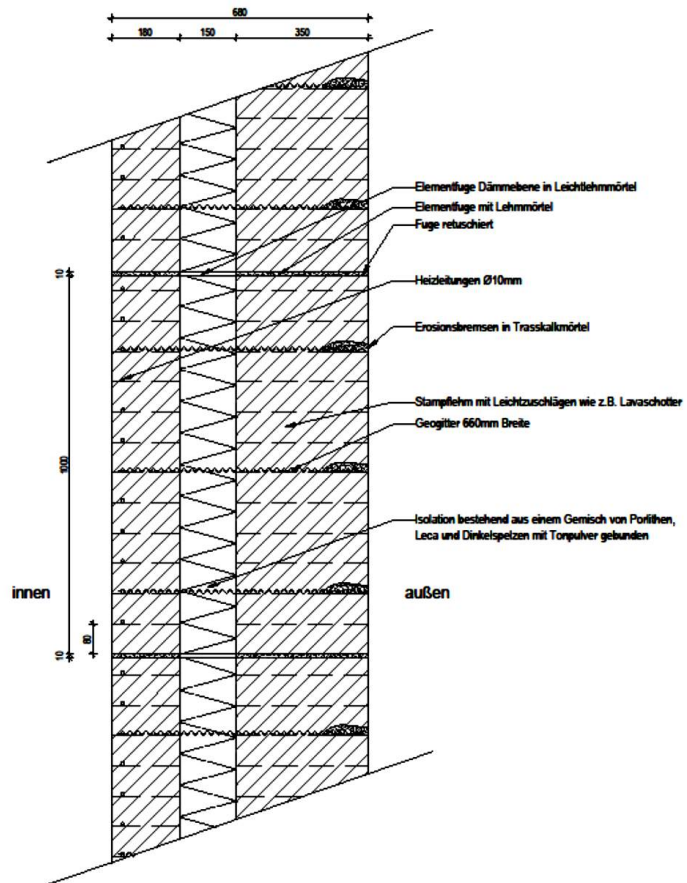 680
180 150 350
Elementfuge Dämmebene in Leichtlehmmörtel
Elementfuge mit Lehmmörtel
Fuge retuschiert
10
Heizleitungen Ø10mm
Erosionsbremsen in Trasskalkmörtel
Stampflehm mit Leichtzuschlägen wie z.B. Lavaschotter
Geogitter 660mm Breite
1000
Isolation bestehend aus einem Gemisch von Porlithen,
Leca und Dinkelspelzen mit Tonpulver gebunden
innen
außen
80
10